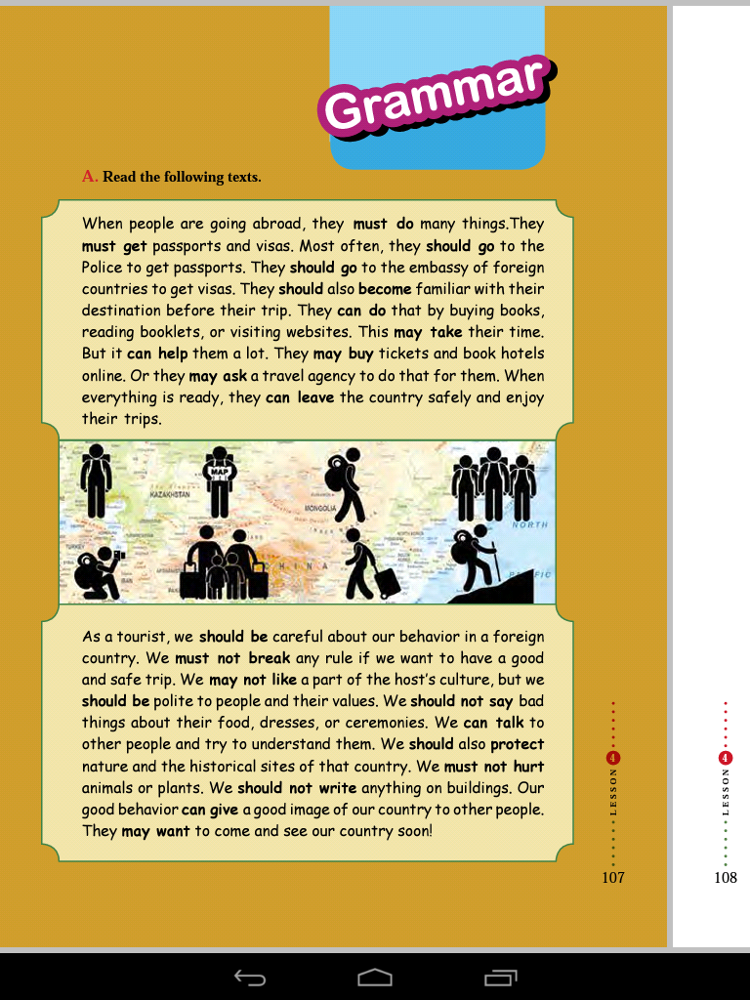 Grammar
A. Read the following texts.
When people are going abroad, they must do many things.They
must get passports and visas. Most often, they should go to the
Police to get passports. They should go to the embassy of foreign
countries to get visas. They should also become familiar with their
destination before their trip. They can do that by buying books,
reading booklets, or visiting websites. This may take their time.
But it can help them a lot. They may buy tickets and book hotels
online. Or they may ask a travel agency to do that for them. When
everything is ready, they can leave the country safely and enjoy
their trips.
MAP
KAZAKHSTAN
MONGOLIA
NORTH
CHINA
IRAN
As a tourist, we should be careful about our behavior in a foreign
country. We must not break any rule if we want to have a good
and safe trip. We may not like a part of the host's culture, but we
should be polite to people and their values. We should not say bad
things about their food, dresses, or ceremonies. We can talk to
other people and try to understand them. We should also protect
nature and the historical sites of that country. We must not hurt
animals or plants. We should not write anything on buildings. Our
good behavior can give a good image of our country to other people.
They may want to come and see our country soon!
LESSON 4
107
LESSON 4
108